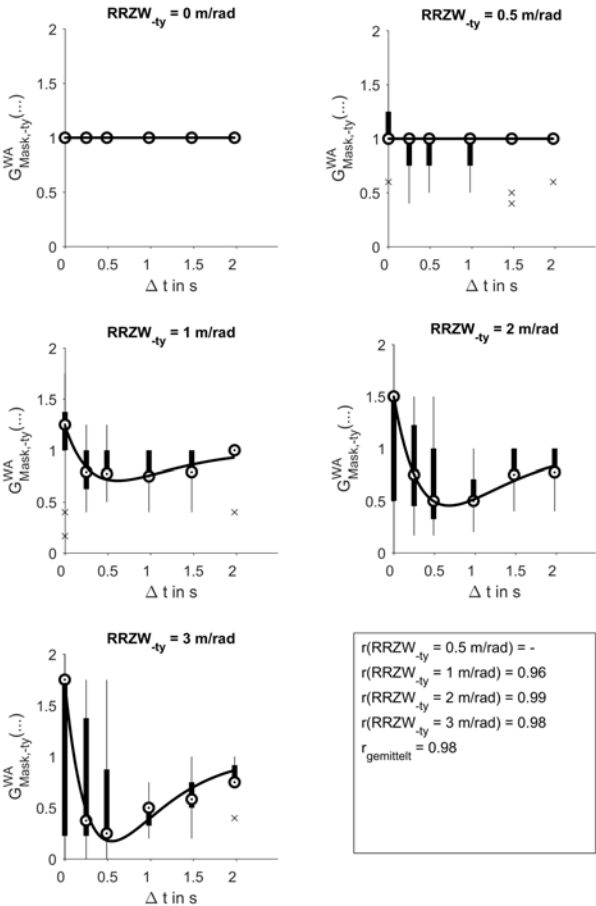 RRZW-ty = 0 m/rad
2
1.5
1
0.5
0
G^WA_Mask,-ty(...)
0 0.5 1 1.5 2
Δ t in s
RRZW-ty = 0.5 m/rad
2
1.5
1
0.5
0
G^WA_Mask,-ty(...)
0 0.5 1 1.5 2
Δ t in s
RRZW-ty = 1 m/rad
2
1.5
1
0.5
0
G^WA_Mask,-ty(...)
0 0.5 1 1.5 2
Δ t in s
RRZW-ty = 2 m/rad
2
1.5
1
0.5
0
G^WA_Mask,-ty(...)
0 0.5 1 1.5 2
Δ t in s
RRZW-ty = 3 m/rad
2
1.5
1
0.5
0
G^WA_Mask,-ty(...)
0 0.5 1 1.5 2
Δ t in s
r(RRZW-ty = 0.5 m/rad) = -
r(RRZW-ty = 1 m/rad) = 0.96
r(RRZW-ty = 2 m/rad) = 0.99
r(RRZW-ty = 3 m/rad) = 0.98
r_gemittelt = 0.98